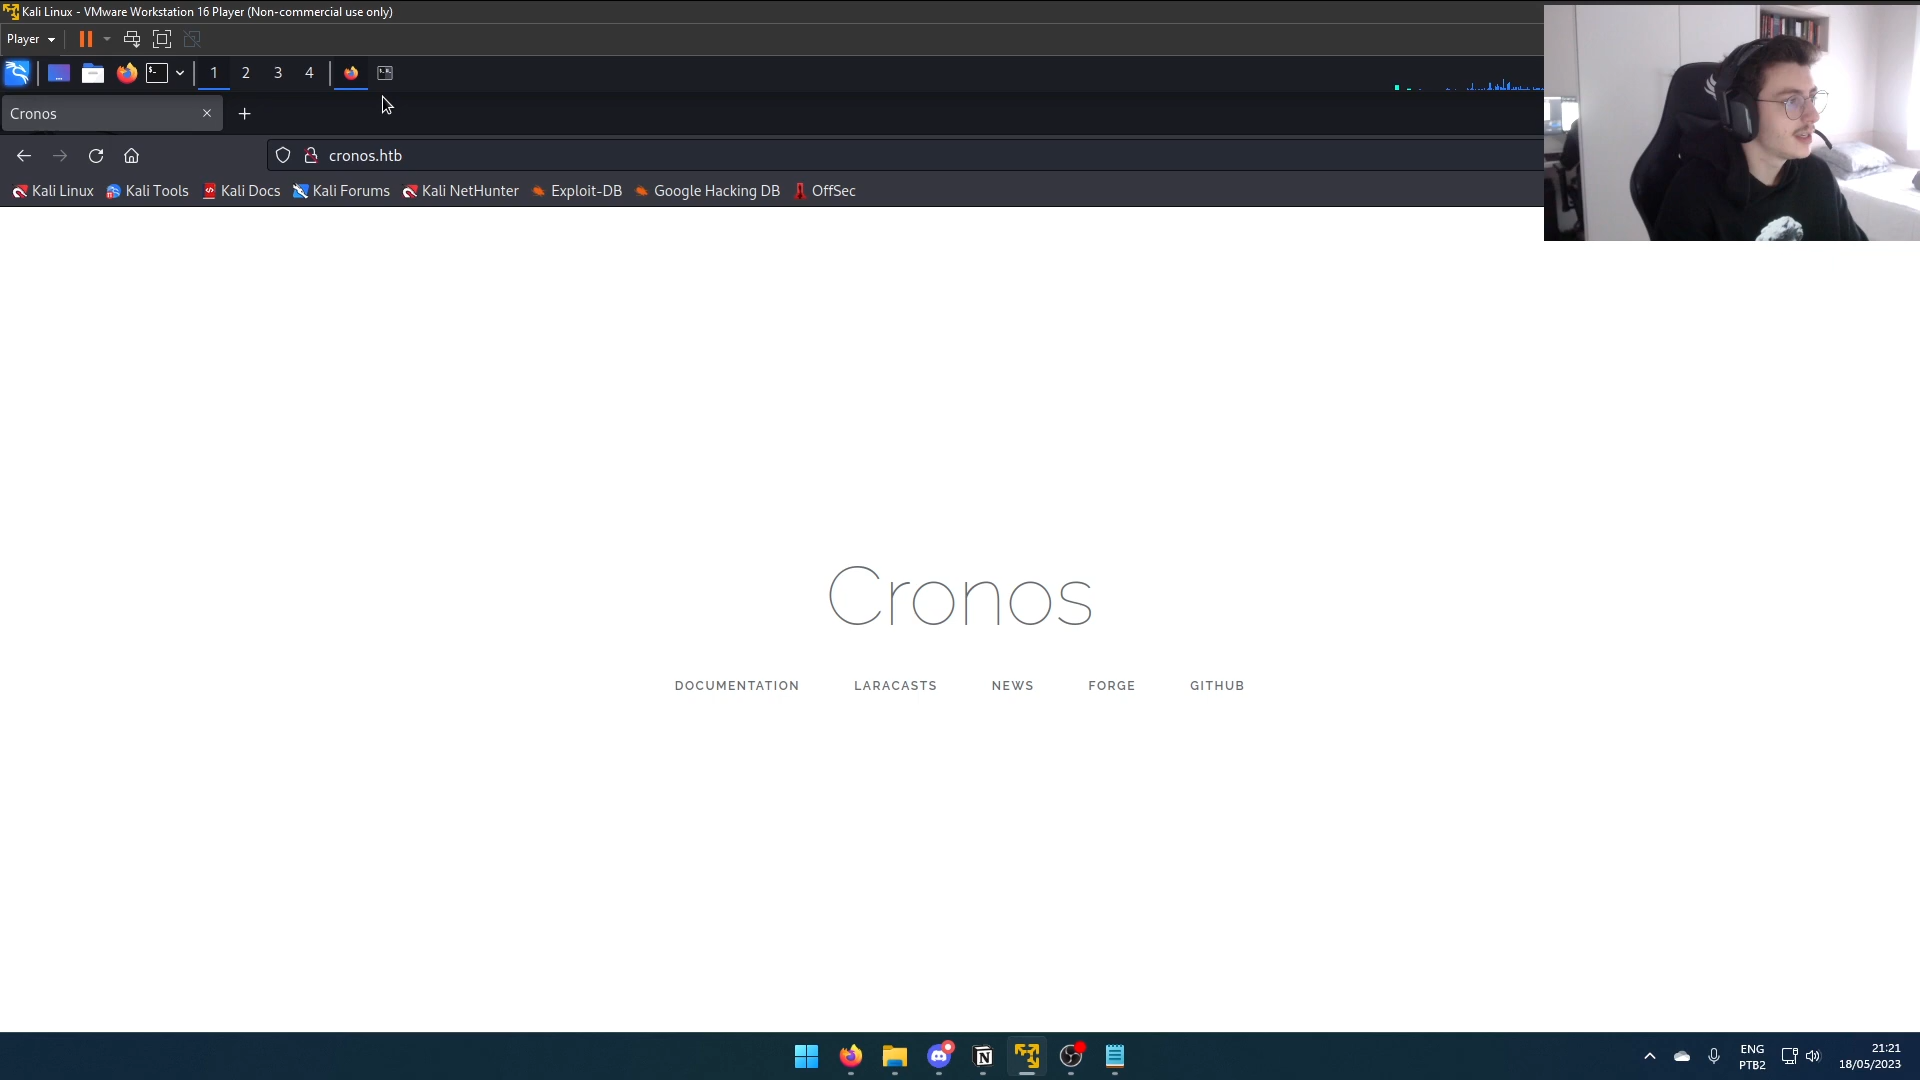 Kali Linux - VMware Workstation 16 Player (Non-commercial use only)
Player
1 2 3 4
Cronos
cronos.htb
Kali Linux Kali Tools Kali Docs Kali Forums Kali NetHunter Exploit-DB Google Hacking DB OffSec
Cronos
DOCUMENTATION LARACASTS NEWS FORGE GITHUB
ENG 21:21
PTB2 18/05/2023